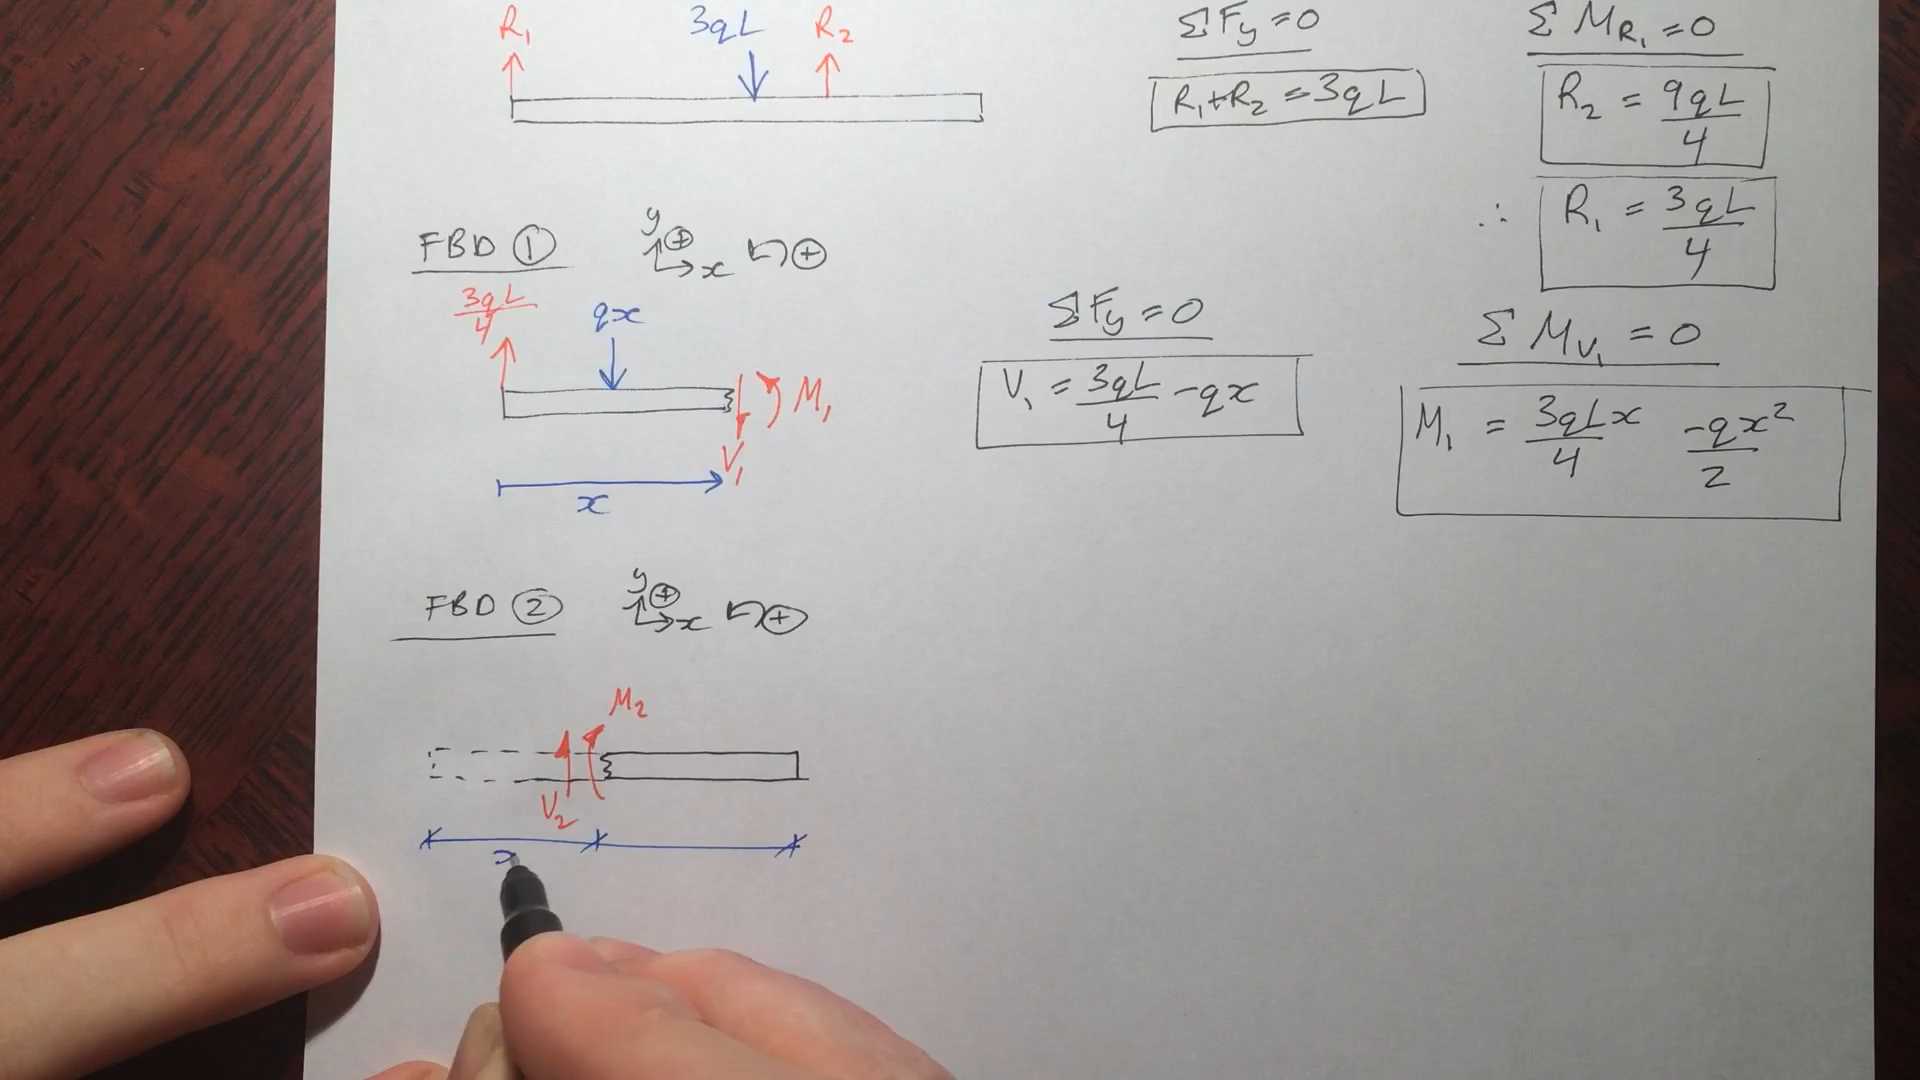 R₁ 3qL R₂
ΣFy = 0
R₁+R₂ = 3qL
ΣM_R₁ = 0
R₂ = 9qL/4
∴ R₁ = 3qL/4
FBD ①
y ⊕ x ⊕
3qL/4
qx
M₁
V₁
x
ΣFy = 0
V₁ = 3qL/4 - qx
ΣM_V₁ = 0
M₁ = 3qLx/4 -qx²/2
FBD ②
y ⊕ x ⊕
M₂
V₂